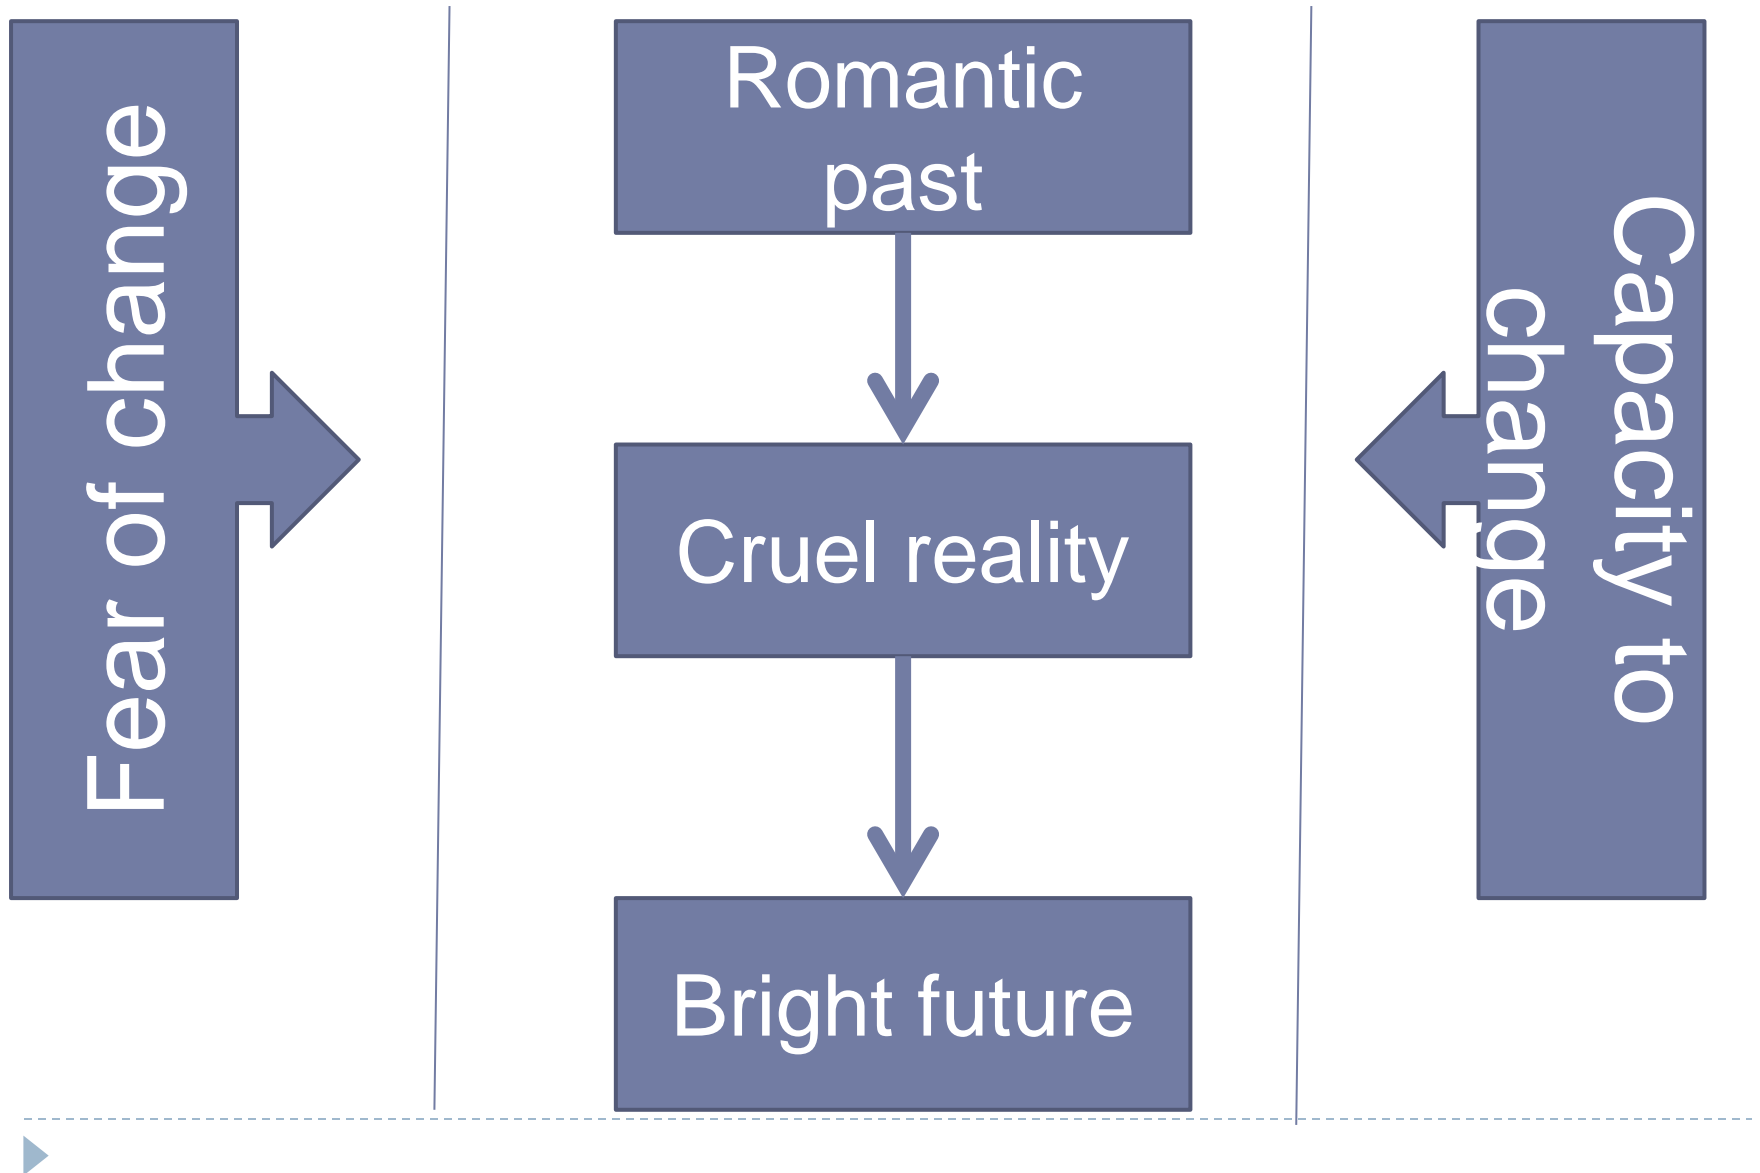 Fear of change
Romantic
past
Cruel reality
Bright future
Capacity to
change